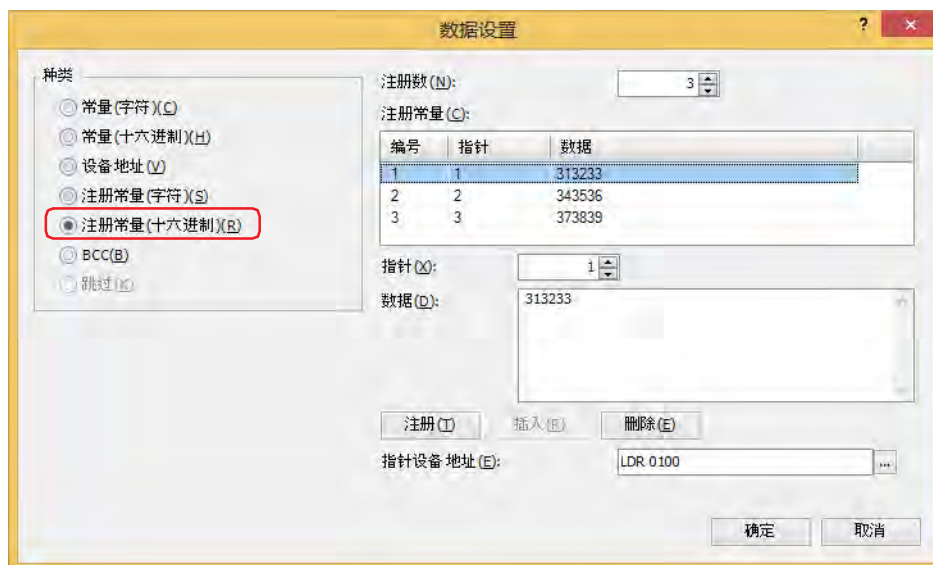 数据设置
?
×
种类
常量(字符)(C)
常量(十六进制)(H)
设备地址(V)
注册常量(字符)(S)
注册常量(十六进制)(R)
BCC(B)
跳过(K)
注册数(N):
3
注册常量(C):
编号 指针 数据
1 1 313233
2 2 343536
3 3 373839
指针(X):
1
数据(D):
313233
注册(T)
插入(R)
删除(E)
指针设备地址(E):
LDR 0100
...
确定
取消